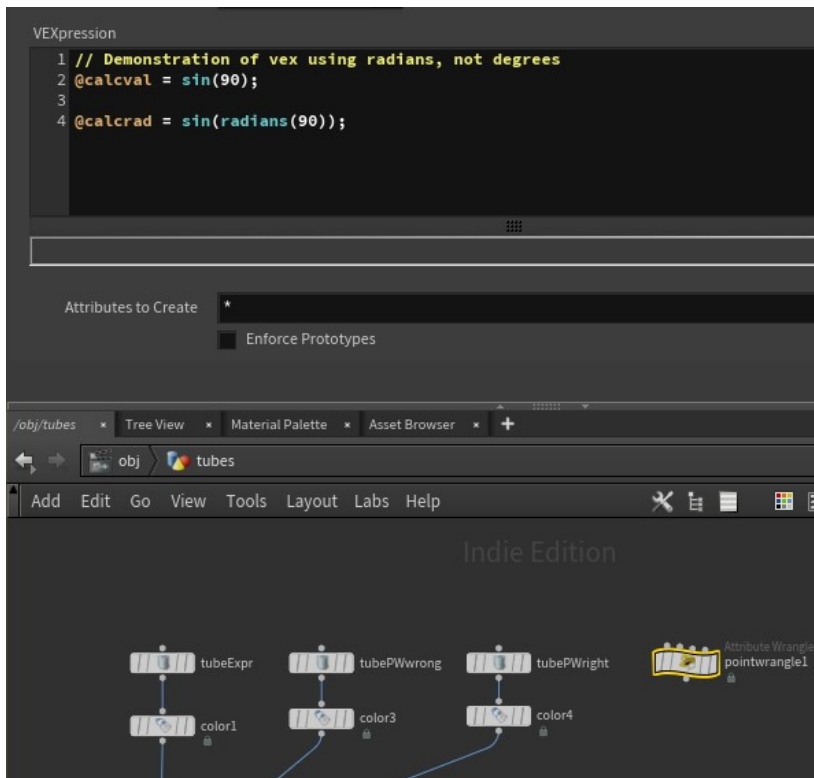 VEXpression
1 // Demonstration of vex using radians, not degrees
2 @calcval = sin(90);
3
4 @calcrad = sin(radians(90));
Attributes to Create *
Enforce Prototypes
/obj/tubes × Tree View × Material Palette × Asset Browser × +
obj tubes
Add Edit Go View Tools Layout Labs Help
Indie Edition
Attribute Wrangle
tubeExpr tubePWwrong tubePWright pointwrangle1
color1 color3 color4